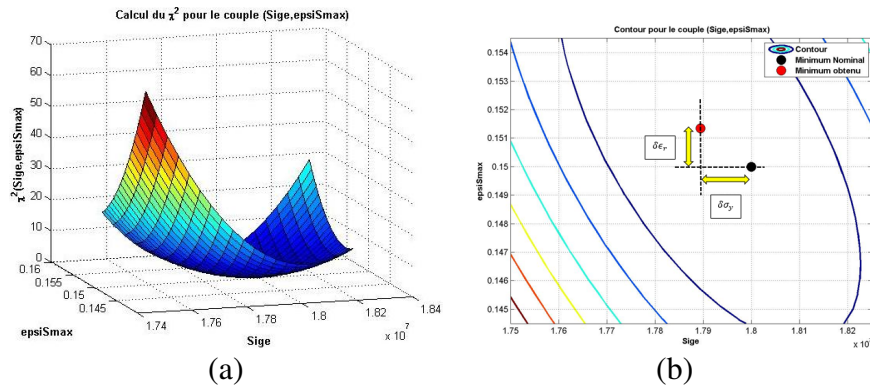 Calcul du χ² pour le couple (Sige,epsiSmax)
χ²(Sige,epsiSmax)
70
60
50
40
30
20
10
0
0.16
0.155
0.15
0.145
epsiSmax
1.74
1.76
1.78
1.8
1.82
1.84
x 10⁷
Sige
(a)
Contour pour le couple (Sige,epsiSmax)
Contour
Minimum Nominal
Minimum obtenu
epsiSmax
0.154
0.153
0.152
0.151
0.15
0.149
0.148
0.147
0.146
0.145
δϵᵣ
δσᵧ
1.75
1.76
1.77
1.78
1.79
1.8
1.81
1.82
x 10⁷
Sige
(b)